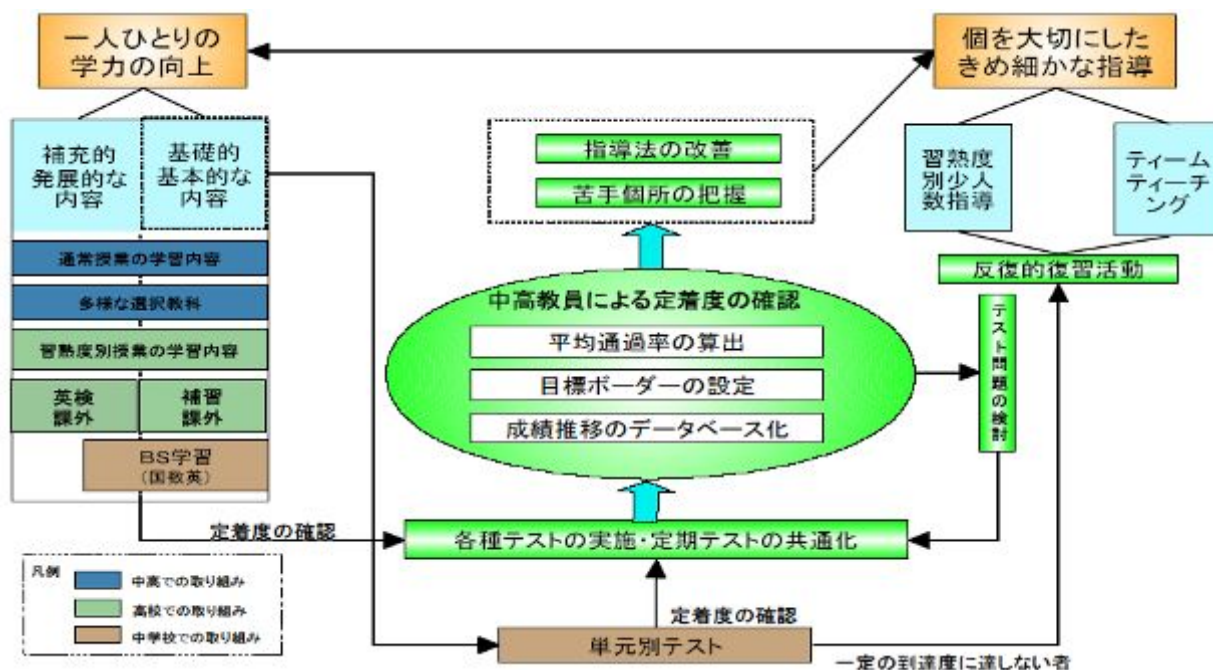 一人ひとりの
学力の向上
個を大切にした
きめ細かな指導
補充的
発展的な
内容
基礎的
基本的な
内容
指導法の改善
苦手個所の把握
習熟度
別少人
数指導
ティーム
ティーチ
ング
通常授業の学習内容
多様な選択教科
習熟度別授業の学習内容
英検
課外
補習
課外
BS学習
(国数英)
反復的復習活動
中高教員による定着度の確認
平均通過率の算出
目標ボーダーの設定
成績推移のデータベース化
テスト問題の検討
定着度の確認
各種テストの実施・定期テストの共通化
凡例
中高での取り組み
高校での取り組み
中学校での取り組み
定着度の確認
単元別テスト
一定の到達度に達しない者